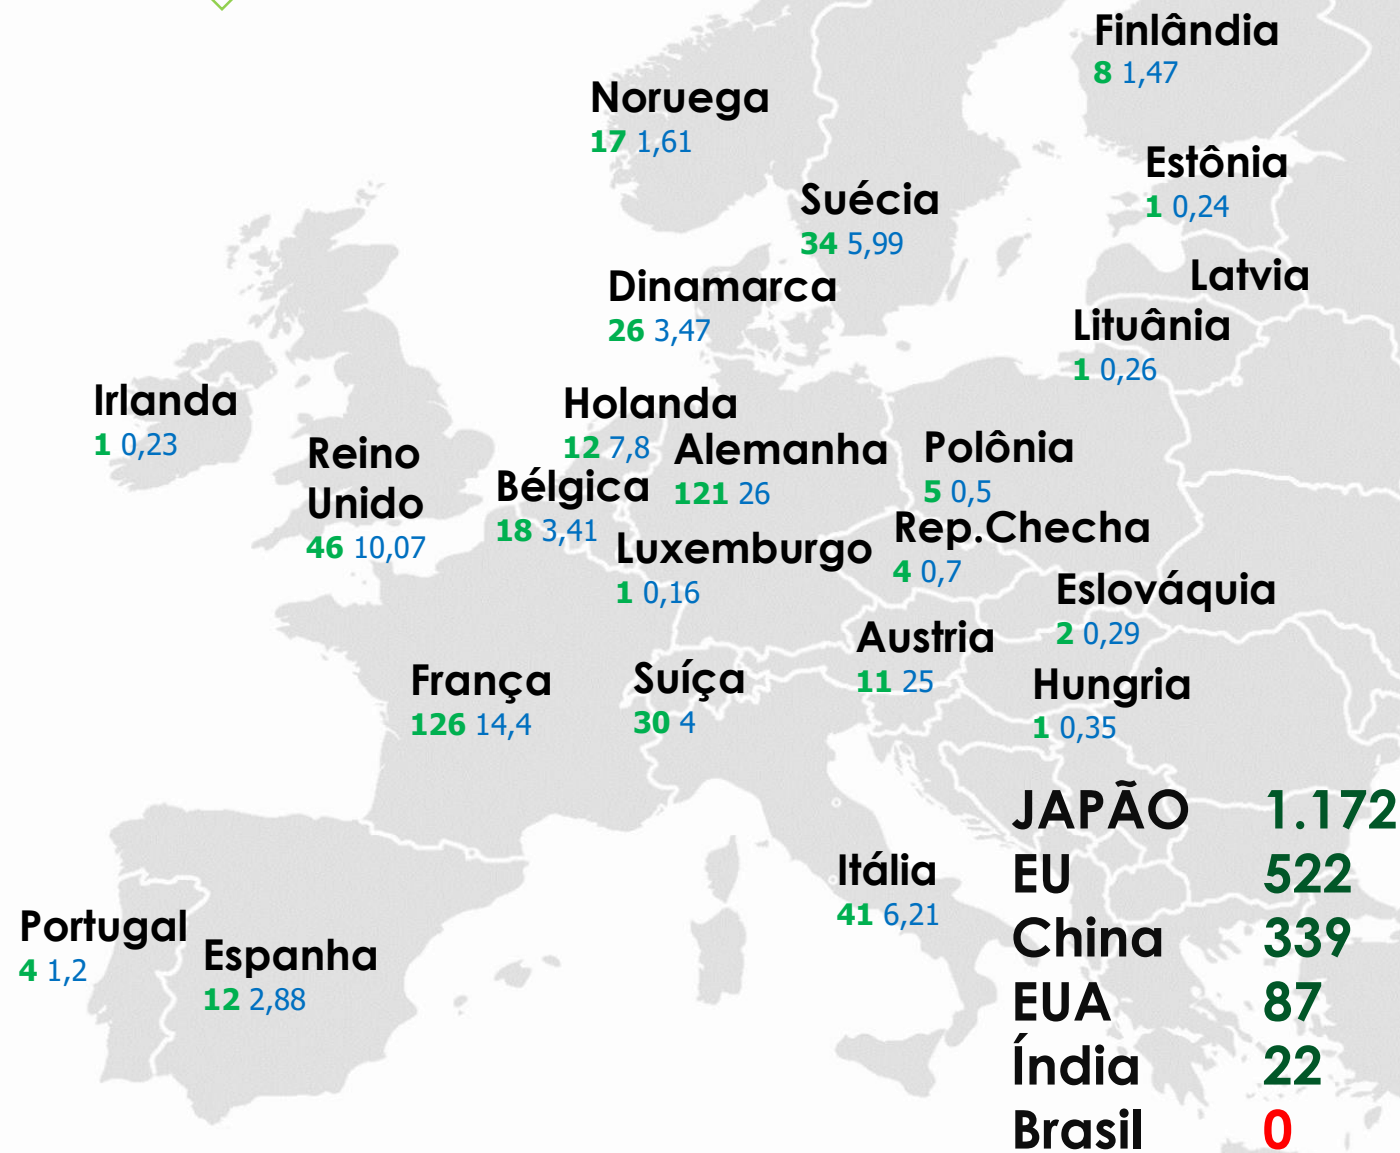 Finlândia
8 1,47
Noruega
17 1,61
Estônia
1 0,24
Suécia
34 5,99
Latvia
Dinamarca
26 3,47
Lituânia
1 0,26
Irlanda
1 0,23
Holanda
12 7,8
Reino
Unido
46 10,07
Alemanha
121 26
Polônia
5 0,5
Bélgica
18 3,41
Rep.Checha
4 0,7
Luxemburgo
1 0,16
Eslováquia
2 0,29
Austria
11 25
França
126 14,4
Suíça
30 4
Hungria
1 0,35
Itália
41 6,21
Portugal
4 1,2
Espanha
12 2,88
JAPÃO 1.172
EU 522
China 339
EUA 87
Índia 22
Brasil 0